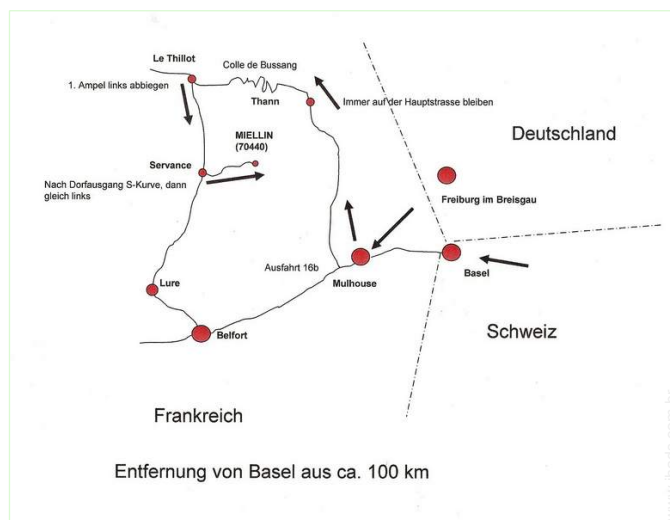 Le Thillot
Colle de Bussang
1. Ampel links abbiegen
Thann
Immer auf der Hauptstrasse bleiben
Deutschland
MIELLIN
(70440)
Servance
Nach Dorfausgang S-Kurve, dann
gleich links
Freiburg im Breisgau
Ausfahrt 16b
Mulhouse
Basel
Lure
Belfort
Schweiz
Frankreich
Entfernung von Basel aus ca. 100 km